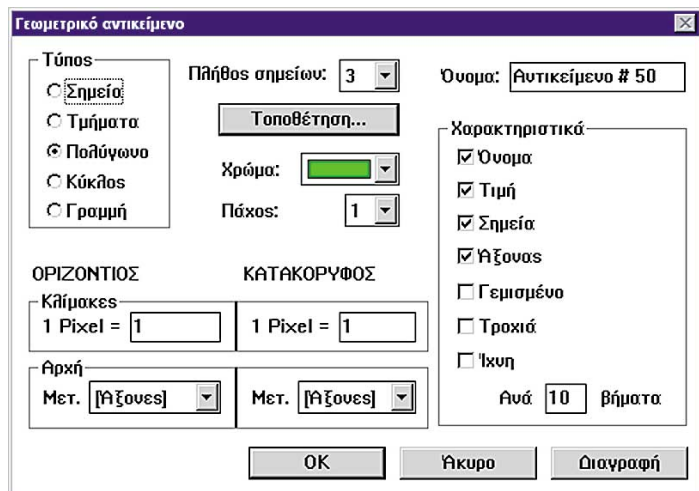 Γεωμετρικό αντικείμενο
Τύπος
Σημείο
Τμήματα
Πολύγωνο
Κύκλος
Γραμμή
Πλήθος σημείων: 3
Τοποθέτηση...
Χρώμα:
Πάχος: 1
Όνομα: Αντικείμενο # 50
Χαρακτηριστικά
Όνομα
Τιμή
Σημεία
Άξονας
Γεμισμένο
Τροχιά
Ίχνη
Ανά 10 βήματα
ΟΡΙΖΟΝΤΙΟΣ
ΚΑΤΑΚΟΡΥΦΟΣ
Κλίμακες
1 Pixel = 1
1 Pixel = 1
Αρχή
Μετ. [Άξονες]
Μετ. [Άξονες]
OK
Άκυρο
Διαγραφή